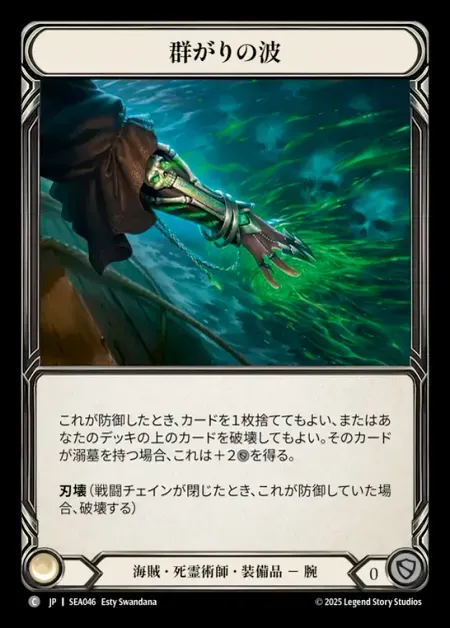 群がりの波
これが防御したとき、カードを1枚捨ててもよい、またはあ
なたのデッキの上のカードを破壊してもよい。そのカード
が溺墓を持つ場合、これは＋2を得る。
刃壊（戦闘チェインが閉じたとき、これが防御していた場
合、破壊する）
海賊・死霊術師・装備品 － 腕
0
C JP | SEA046 Esty Swandana
© 2025 Legend Story Studios